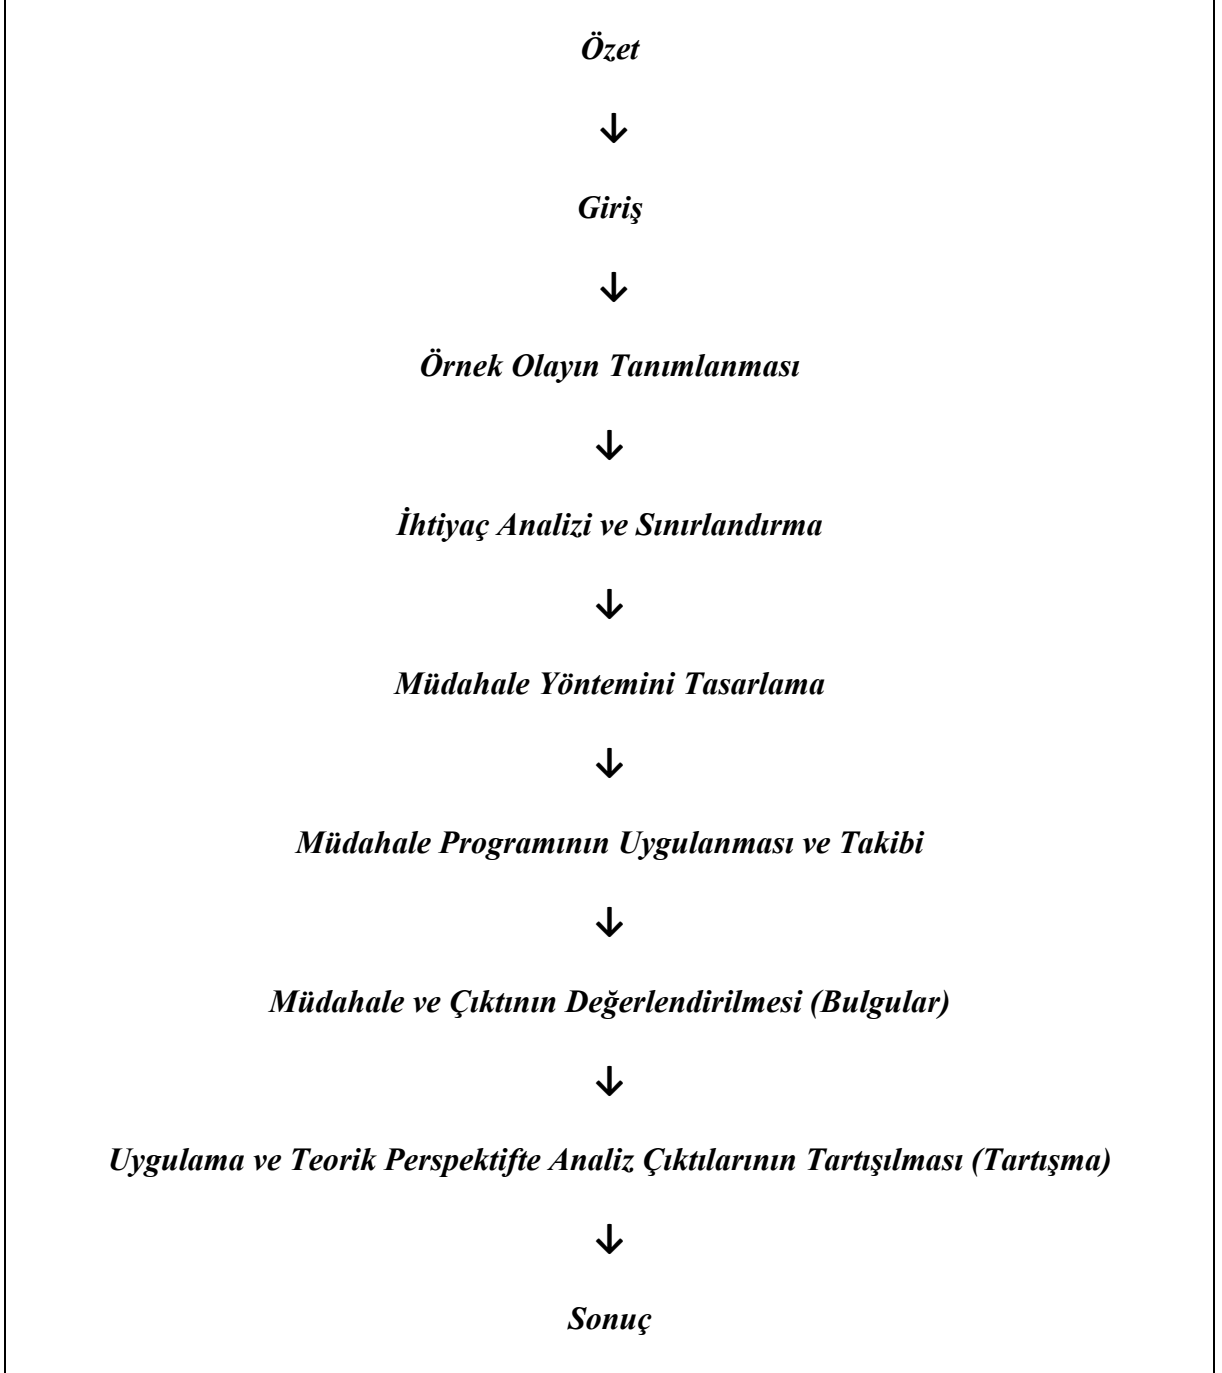 Özet
↓
Giriş
↓
Örnek Olayın Tanımlanması
↓
İhtiyaç Analizi ve Sınırlandırma
↓
Müdahale Yöntemini Tasarlama
↓
Müdahale Programının Uygulanması ve Takibi
↓
Müdahale ve Çıktının Değerlendirilmesi (Bulgular)
↓
Uygulama ve Teorik Perspektifte Analiz Çıktılarının Tartışılması (Tartışma)
↓
Sonuç